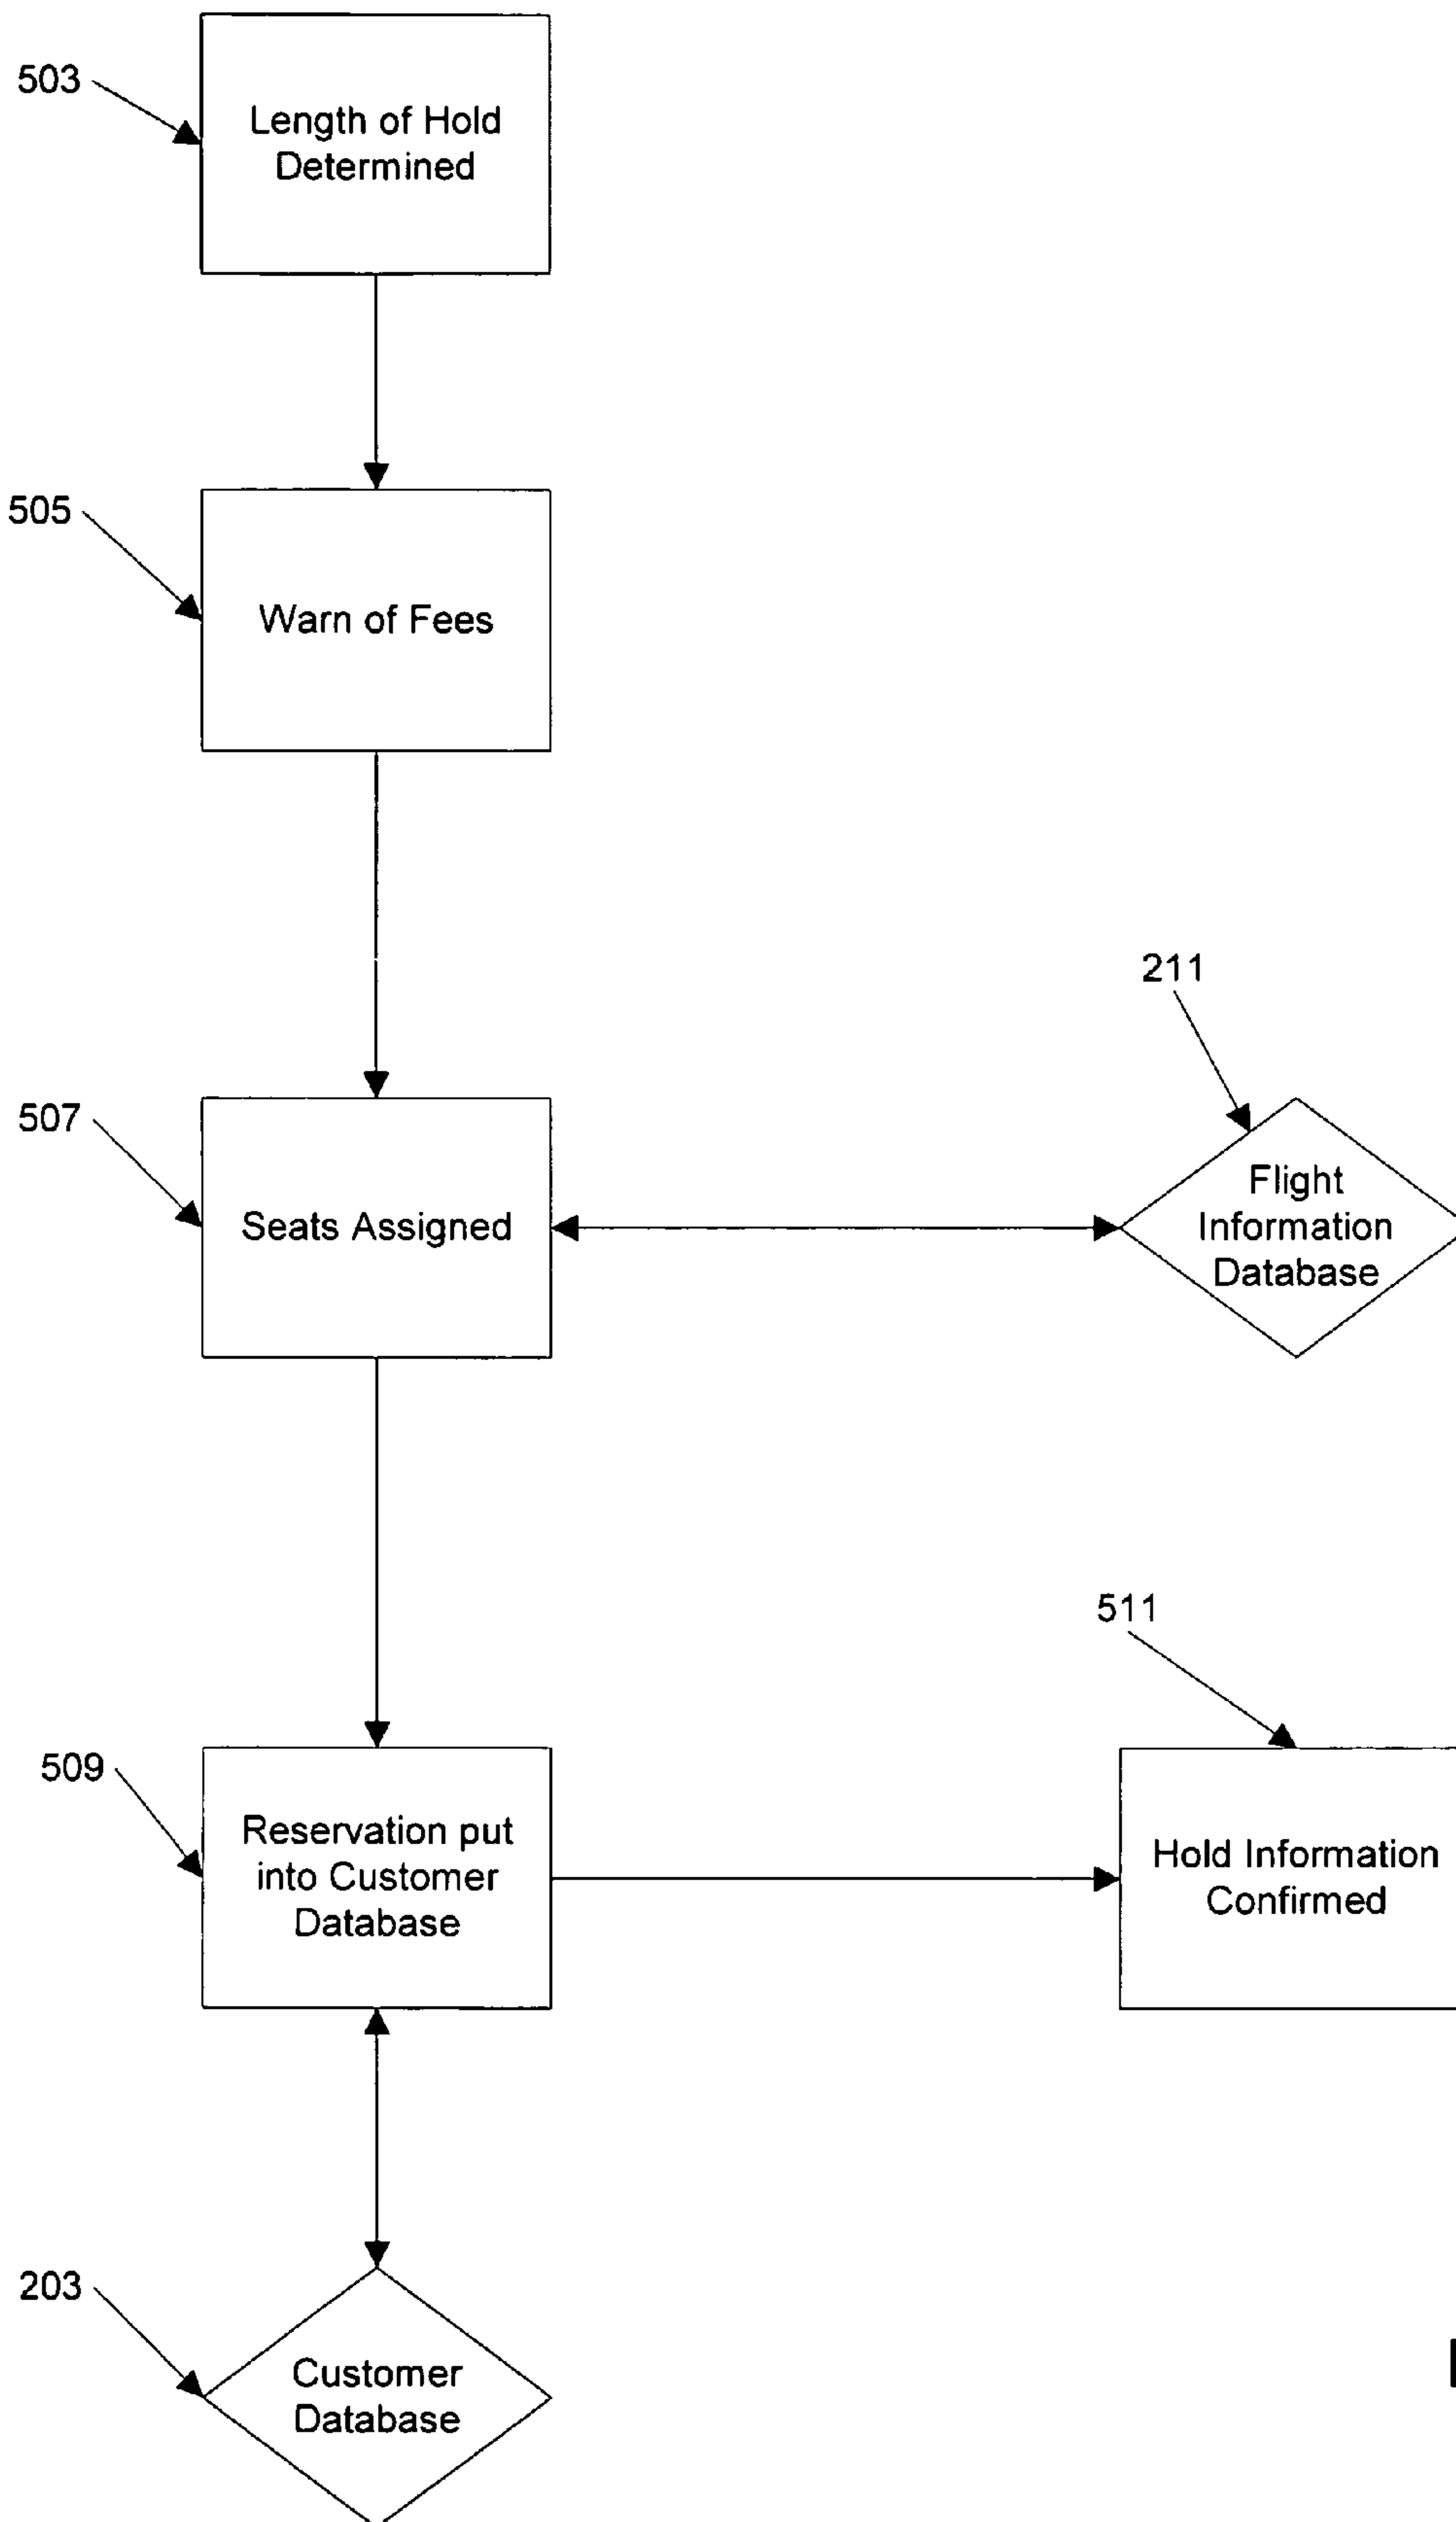 503
Length of Hold
Determined
505
Warn of Fees
211
507
Seats Assigned
Flight
Information
Database
511
509
Reservation put
into Customer
Database
Hold Information
Confirmed
203
Customer
Database